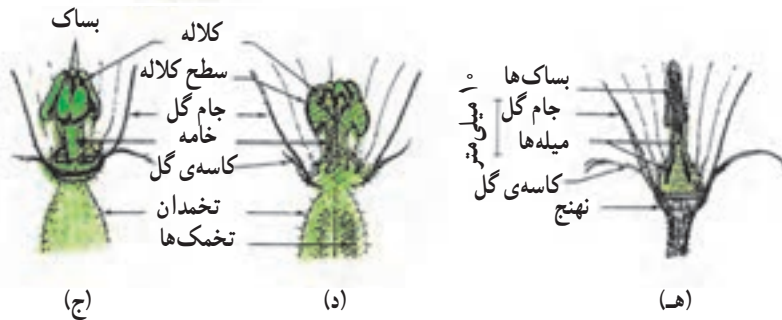 بساک
کلاله
سطح کلاله
جام گل
خامه
کاسه‌ی گل
تخمدان
تخمک‌ها
بساک‌ها
جام گل
میله‌ها
کاسه‌ی گل
نهنج
۱۰ میلی‌متر
(ج)
(د)
(هـ)